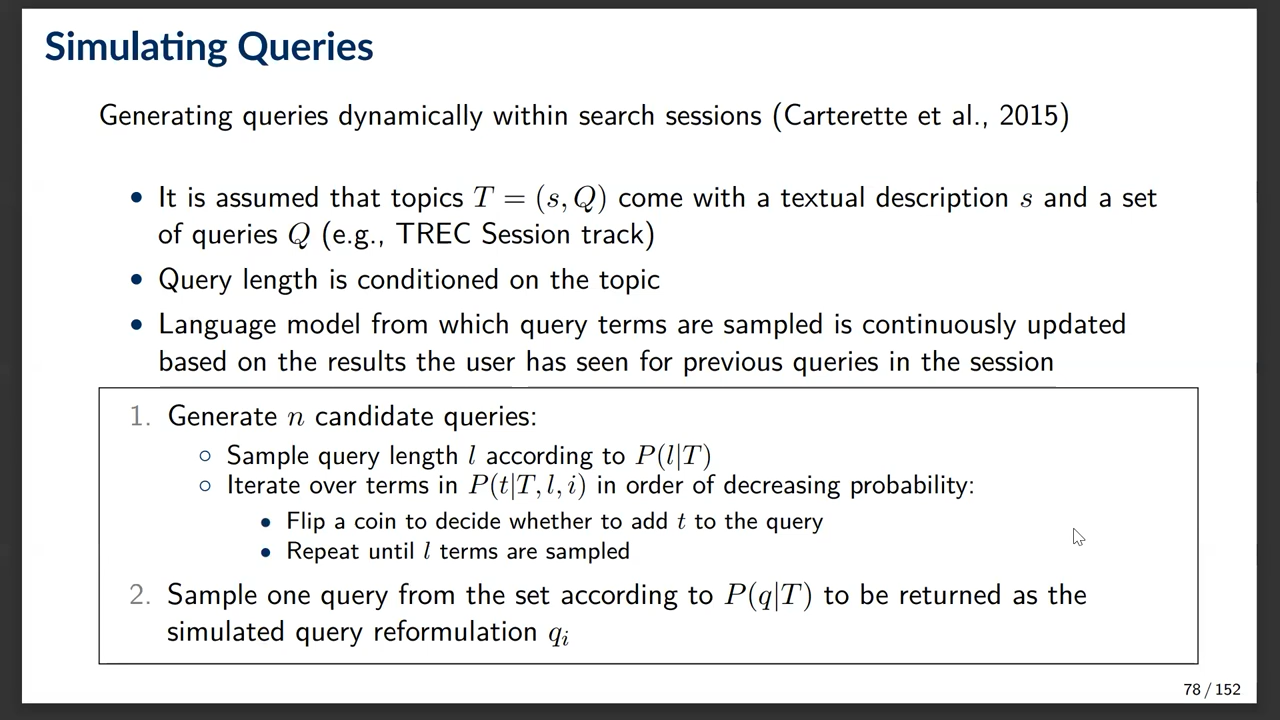 Simulating Queries
Generating queries dynamically within search sessions (Carterette et al., 2015)
• It is assumed that topics T = (s, Q) come with a textual description s and a set
of queries Q (e.g., TREC Session track)
• Query length is conditioned on the topic
• Language model from which query terms are sampled is continuously updated
based on the results the user has seen for previous queries in the session
1. Generate n candidate queries:
○ Sample query length l according to P(l|T)
○ Iterate over terms in P(t|T, l, i) in order of decreasing probability:
• Flip a coin to decide whether to add t to the query
• Repeat until l terms are sampled
2. Sample one query from the set according to P(q|T) to be returned as the
simulated query reformulation qᵢ
78 / 152